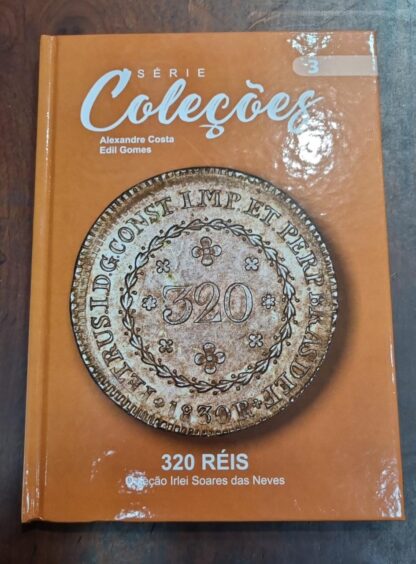 SÉRIE
3
Coleções
Alexandre Costa
Edil Gomes
PETRUS.I.D.G.CONST.IMP.ET PERP.BRAS.DEF.
320
1830 R
320 RÉIS
Coleção Irlei Soares das Neves